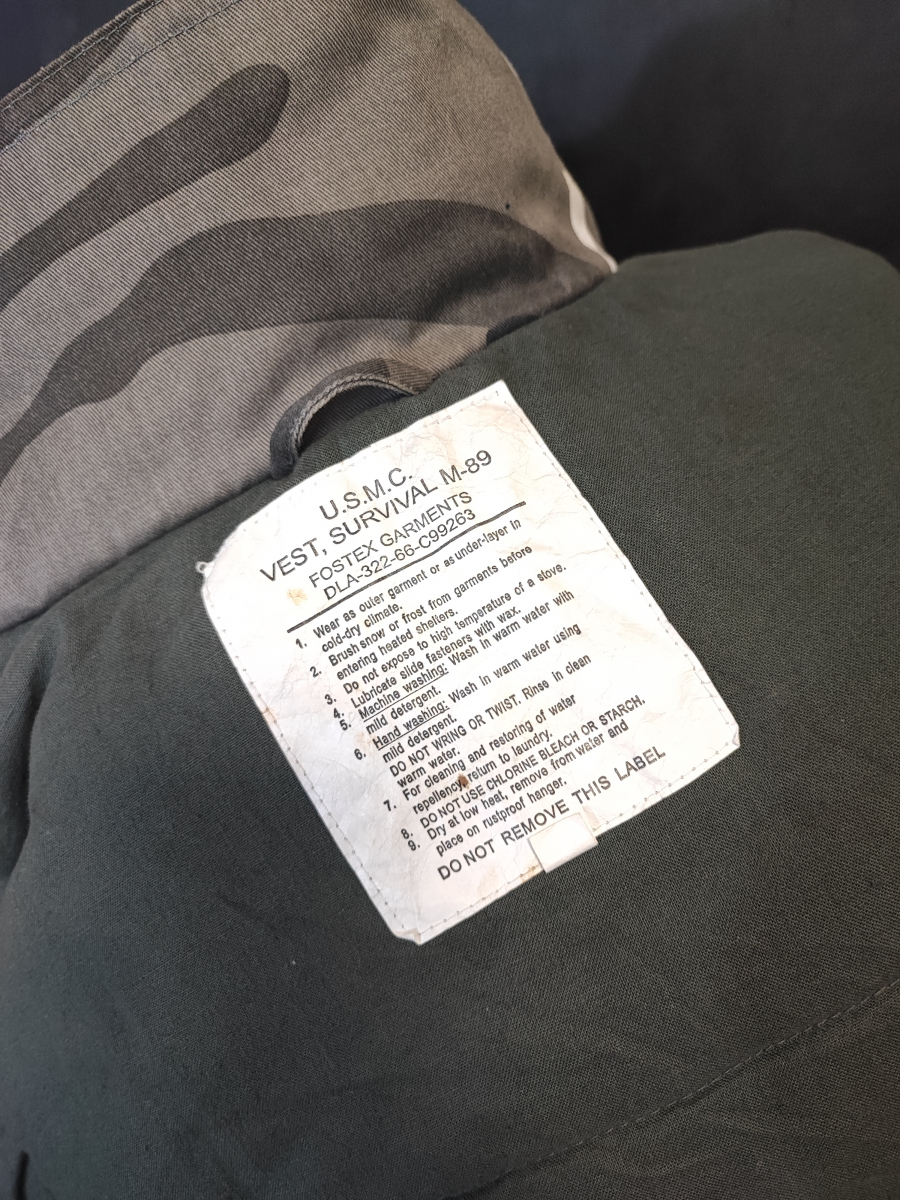 U.S.M.C.
VEST, SURVIVAL M-89
FOSTEX GARMENTS
DLA-322-66-C99263
1. Wear as outer garment or as under-layer in
cold-dry climate.
2. Brush snow or frost from garments before
entering heated shelters.
3. Do not expose to high temperature of a stove.
4. Lubricate slide fasteners with wax.
5. Machine washing: Wash in warm water with
mild detergent.
6. Hand washing: Wash in warm water using
mild detergent.
DO NOT WRING OR TWIST. Rinse in clean
warm water.
7. For cleaning and restoring of water
repellency, return to laundry.
8. DO NOT USE CHLORINE BLEACH OR STARCH.
9. Dry at low heat, remove from water and
place on rustproof hanger.
DO NOT REMOVE THIS LABEL